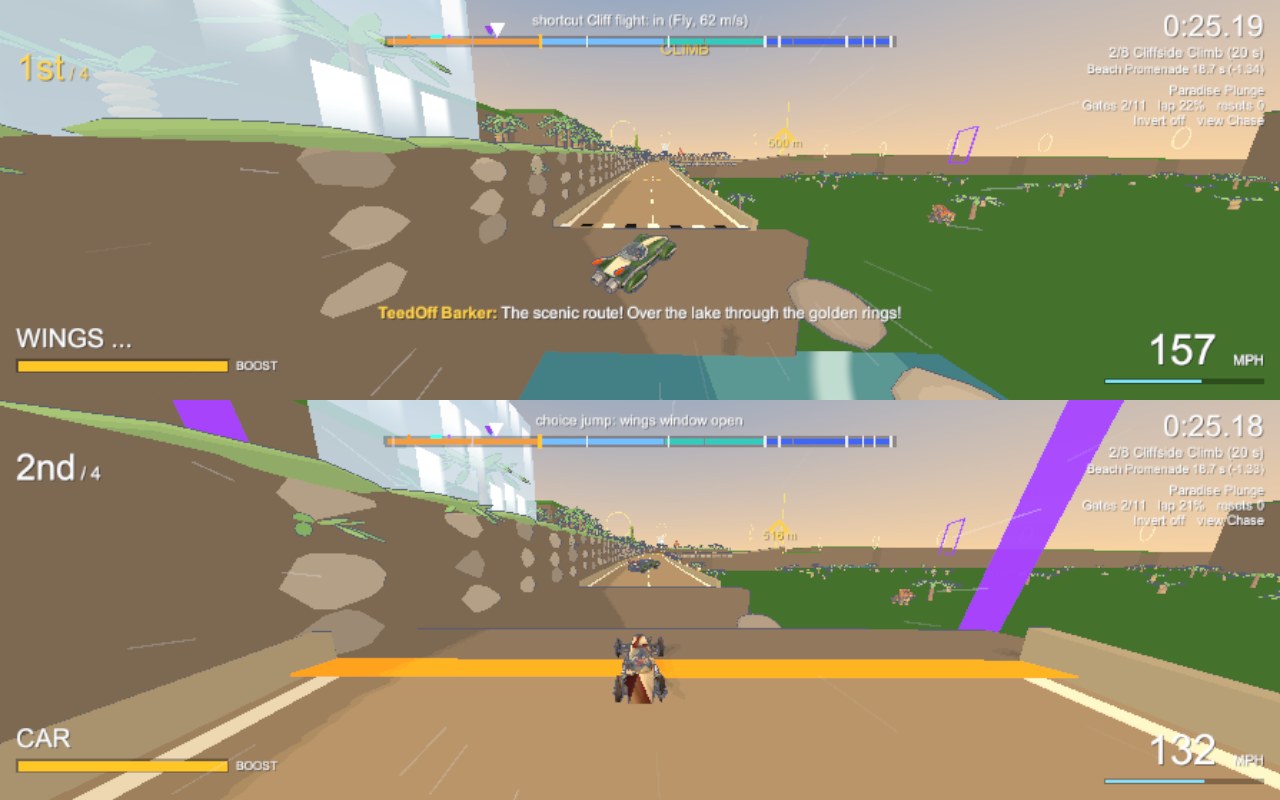 shortcut Cliff flight: in (Fly, 62 m/s)
CLIMB
1st / 4
0:25.19
2/8 Cliffside Climb (20 s)
Beach Promenade 18.7 s (-1.34)
Paradise Plunge
Gates 2/11 lap 22% resets 0
Invert off view Chase
600 m
TeedOff Barker: The scenic route! Over the lake through the golden rings!
WINGS ...
BOOST
157 MPH
choice jump: wings window open
2nd / 4
0:25.18
2/8 Cliffside Climb (20 s)
Beach Promenade 18.7 s (-1.33)
Paradise Plunge
Gates 2/11 lap 21% resets 0
Invert off view Chase
516 m
CAR
BOOST
132 MPH